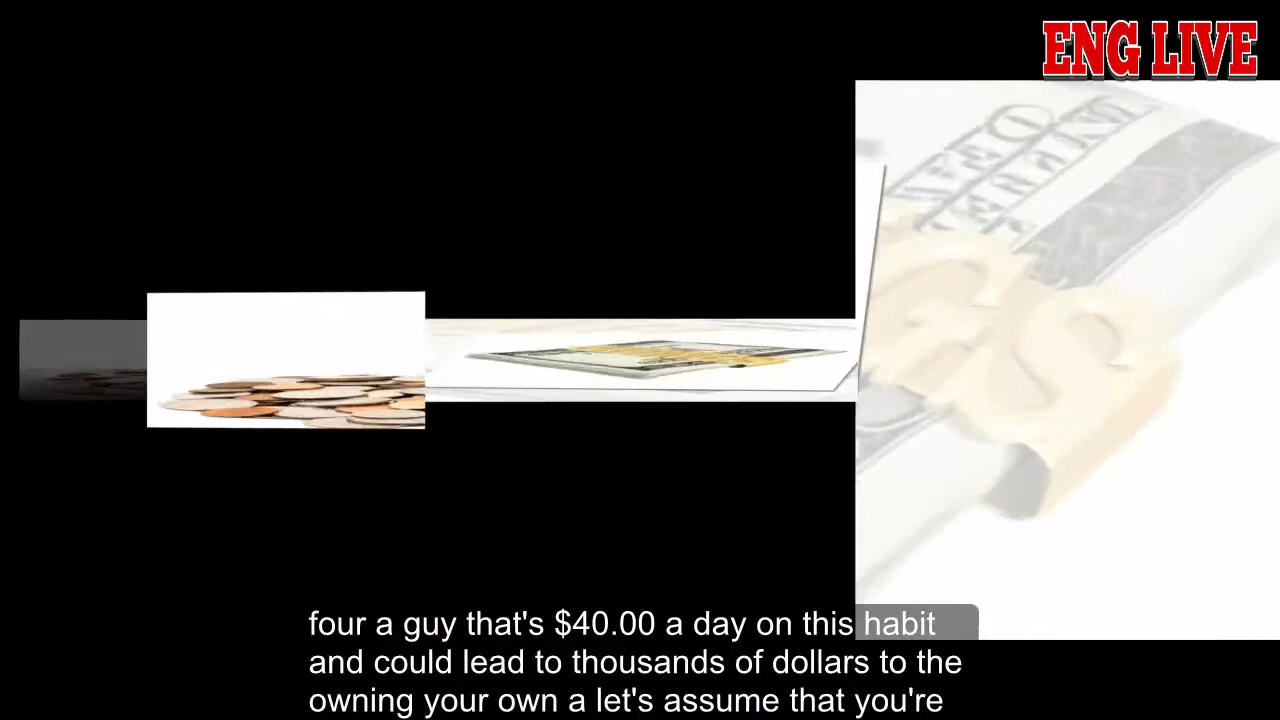 ENG LIVE
four a guy that's $40.00 a day on this habit
and could lead to thousands of dollars to the
owning your own a let's assume that you're